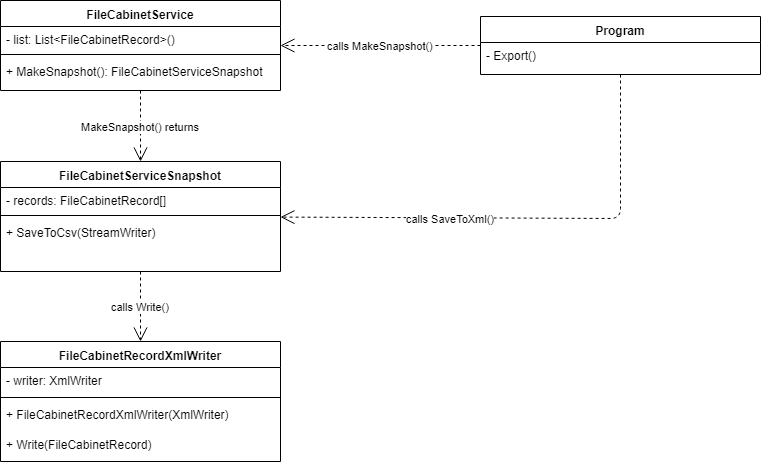 FileCabinetService
- list: List<FileCabinetRecord>()
+ MakeSnapshot(): FileCabinetServiceSnapshot
Program
- Export()
calls MakeSnapshot()
MakeSnapshot() returns
FileCabinetServiceSnapshot
- records: FileCabinetRecord[]
+ SaveToCsv(StreamWriter)
calls SaveToXml()
calls Write()
FileCabinetRecordXmlWriter
- writer: XmlWriter
+ FileCabinetRecordXmlWriter(XmlWriter)
+ Write(FileCabinetRecord)